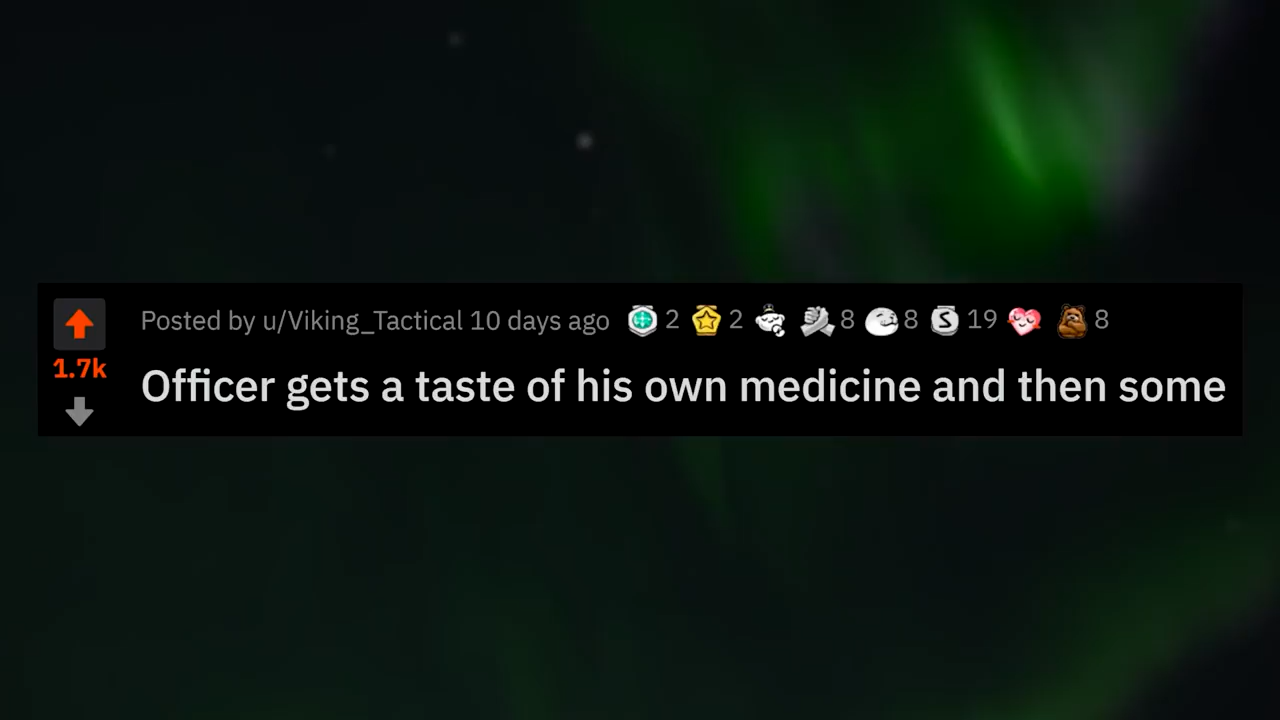 Posted by u/Viking_Tactical 10 days ago 2 2 8 8 S 19 8
1.7k
Officer gets a taste of his own medicine and then some